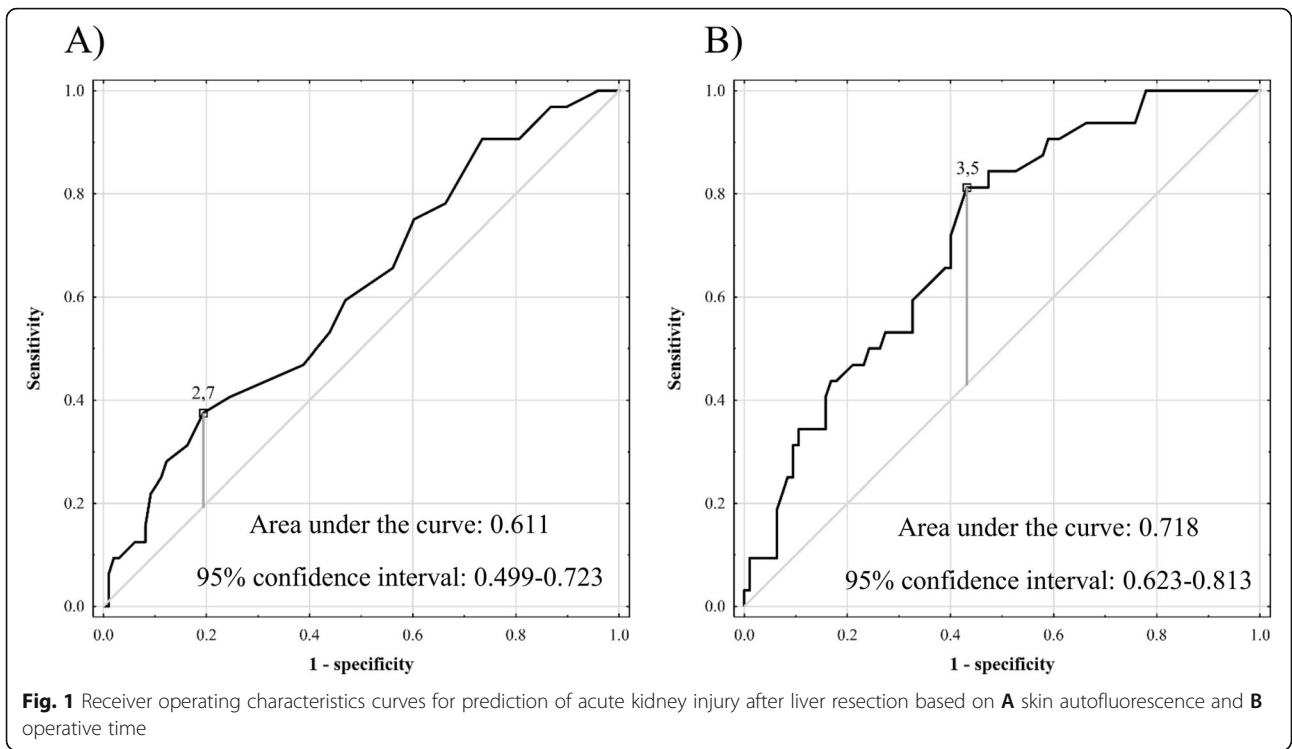 A)
1.0
0.8
0.6
0.4
0.2
0.0
Sensitivity
2,7
Area under the curve: 0.611
95% confidence interval: 0.499-0.723
0.0 0.2 0.4 0.6 0.8 1.0
1 - specificity
B)
1.0
0.8
0.6
0.4
0.2
0.0
Sensitivity
3,5
Area under the curve: 0.718
95% confidence interval: 0.623-0.813
0.0 0.2 0.4 0.6 0.8 1.0
1 - specificity
Fig. 1 Receiver operating characteristics curves for prediction of acute kidney injury after liver resection based on A skin autofluorescence and B
operative time